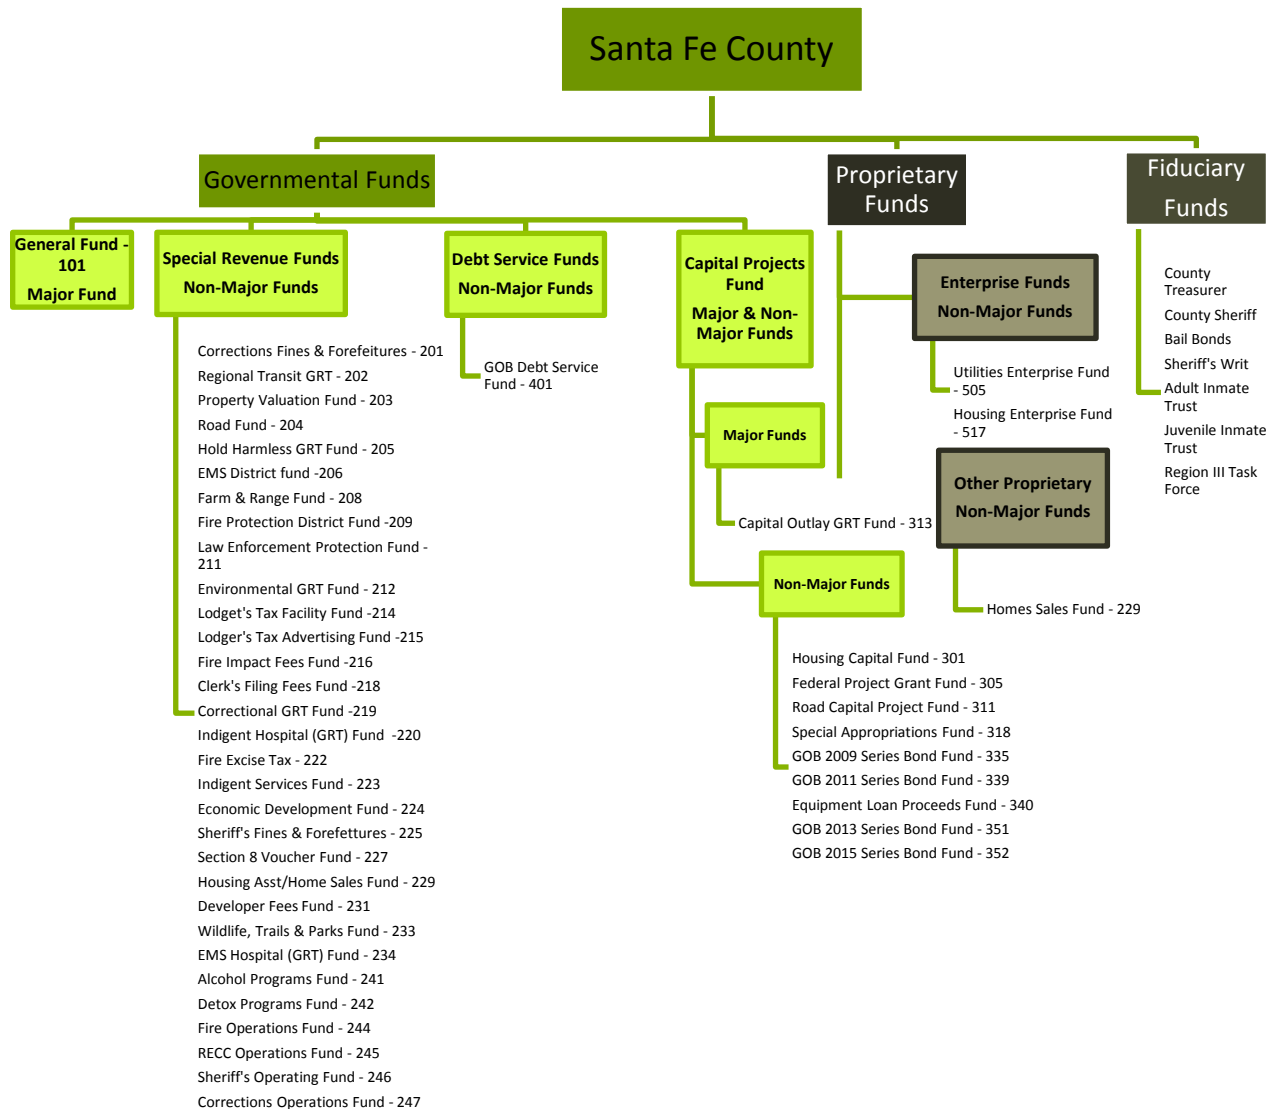 Santa Fe County
Governmental Funds
Proprietary
Funds
Fiduciary
Funds
General Fund -
101
Major Fund
Special Revenue Funds
Non-Major Funds
Corrections Fines & Forefeitures - 201
Regional Transit GRT - 202
Property Valuation Fund - 203
Road Fund - 204
Hold Harmless GRT Fund - 205
EMS District fund -206
Farm & Range Fund - 208
Fire Protection District Fund -209
Law Enforcement Protection Fund -
211
Environmental GRT Fund - 212
Lodget's Tax Facility Fund -214
Lodger's Tax Advertising Fund -215
Fire Impact Fees Fund -216
Clerk's Filing Fees Fund -218
Correctional GRT Fund -219
Indigent Hospital (GRT) Fund -220
Fire Excise Tax - 222
Indigent Services Fund - 223
Economic Development Fund - 224
Sheriff's Fines & Forefettures - 225
Section 8 Voucher Fund - 227
Housing Asst/Home Sales Fund - 229
Developer Fees Fund - 231
Wildlife, Trails & Parks Fund - 233
EMS Hospital (GRT) Fund - 234
Alcohol Programs Fund - 241
Detox Programs Fund - 242
Fire Operations Fund - 244
RECC Operations Fund - 245
Sheriff's Operating Fund - 246
Corrections Operations Fund - 247
Debt Service Funds
Non-Major Funds
GOB Debt Service
Fund - 401
Capital Projects
Fund
Major & Non-
Major Funds
Major Funds
Capital Outlay GRT Fund - 313
Non-Major Funds
Housing Capital Fund - 301
Federal Project Grant Fund - 305
Road Capital Project Fund - 311
Special Appropriations Fund - 318
GOB 2009 Series Bond Fund - 335
GOB 2011 Series Bond Fund - 339
Equipment Loan Proceeds Fund - 340
GOB 2013 Series Bond Fund - 351
GOB 2015 Series Bond Fund - 352
Enterprise Funds
Non-Major Funds
Utilities Enterprise Fund
- 505
Housing Enterprise Fund
- 517
Other Proprietary
Non-Major Funds
Homes Sales Fund - 229
County
Treasurer
County Sheriff
Bail Bonds
Sheriff's Writ
Adult Inmate
Trust
Juvenile Inmate
Trust
Region III Task
Force